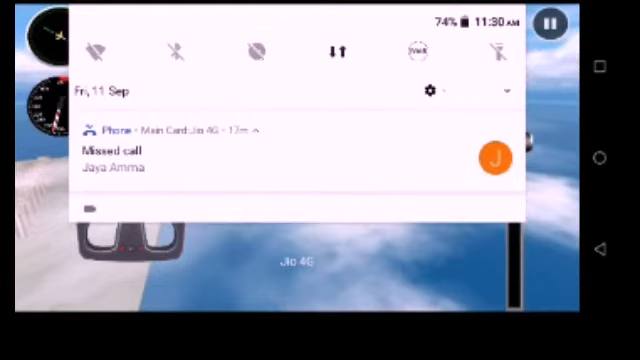 74% 11:30 AM
Fri, 11 Sep
Phone • Main Card:Jio 4G • 17m
Missed call
Jaya Amma
J
Jio 4G